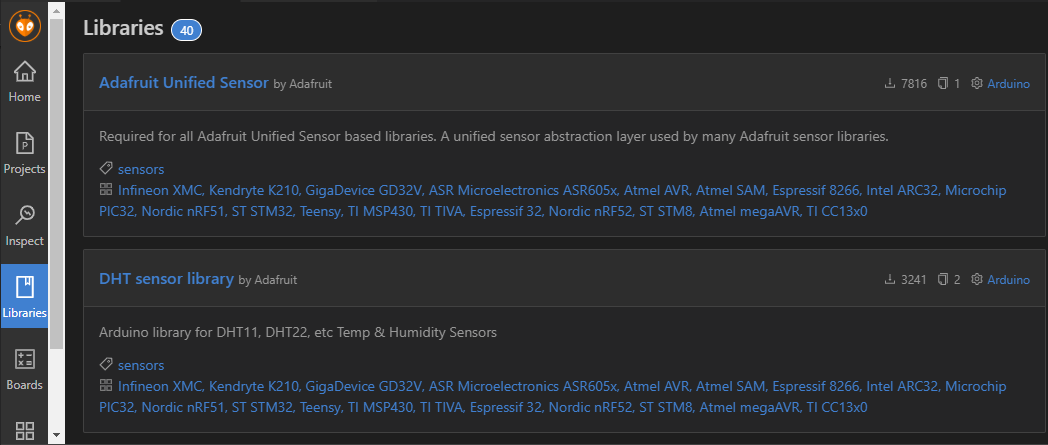 Libraries 40
Home
Projects
Inspect
Libraries
Boards
Adafruit Unified Sensor by Adafruit 7816 1 Arduino
Required for all Adafruit Unified Sensor based libraries. A unified sensor abstraction layer used by many Adafruit sensor libraries.
sensors
Infineon XMC, Kendryte K210, GigaDevice GD32V, ASR Microelectronics ASR605x, Atmel AVR, Atmel SAM, Espressif 8266, Intel ARC32, Microchip
PIC32, Nordic nRF51, ST STM32, Teensy, TI MSP430, TI TIVA, Espressif 32, Nordic nRF52, ST STM8, Atmel megaAVR, TI CC13x0
DHT sensor library by Adafruit 3241 2 Arduino
Arduino library for DHT11, DHT22, etc Temp & Humidity Sensors
sensors
Infineon XMC, Kendryte K210, GigaDevice GD32V, ASR Microelectronics ASR605x, Atmel AVR, Atmel SAM, Espressif 8266, Intel ARC32, Microchip
PIC32, Nordic nRF51, ST STM32, Teensy, TI MSP430, TI TIVA, Espressif 32, Nordic nRF52, ST STM8, Atmel megaAVR, TI CC13x0